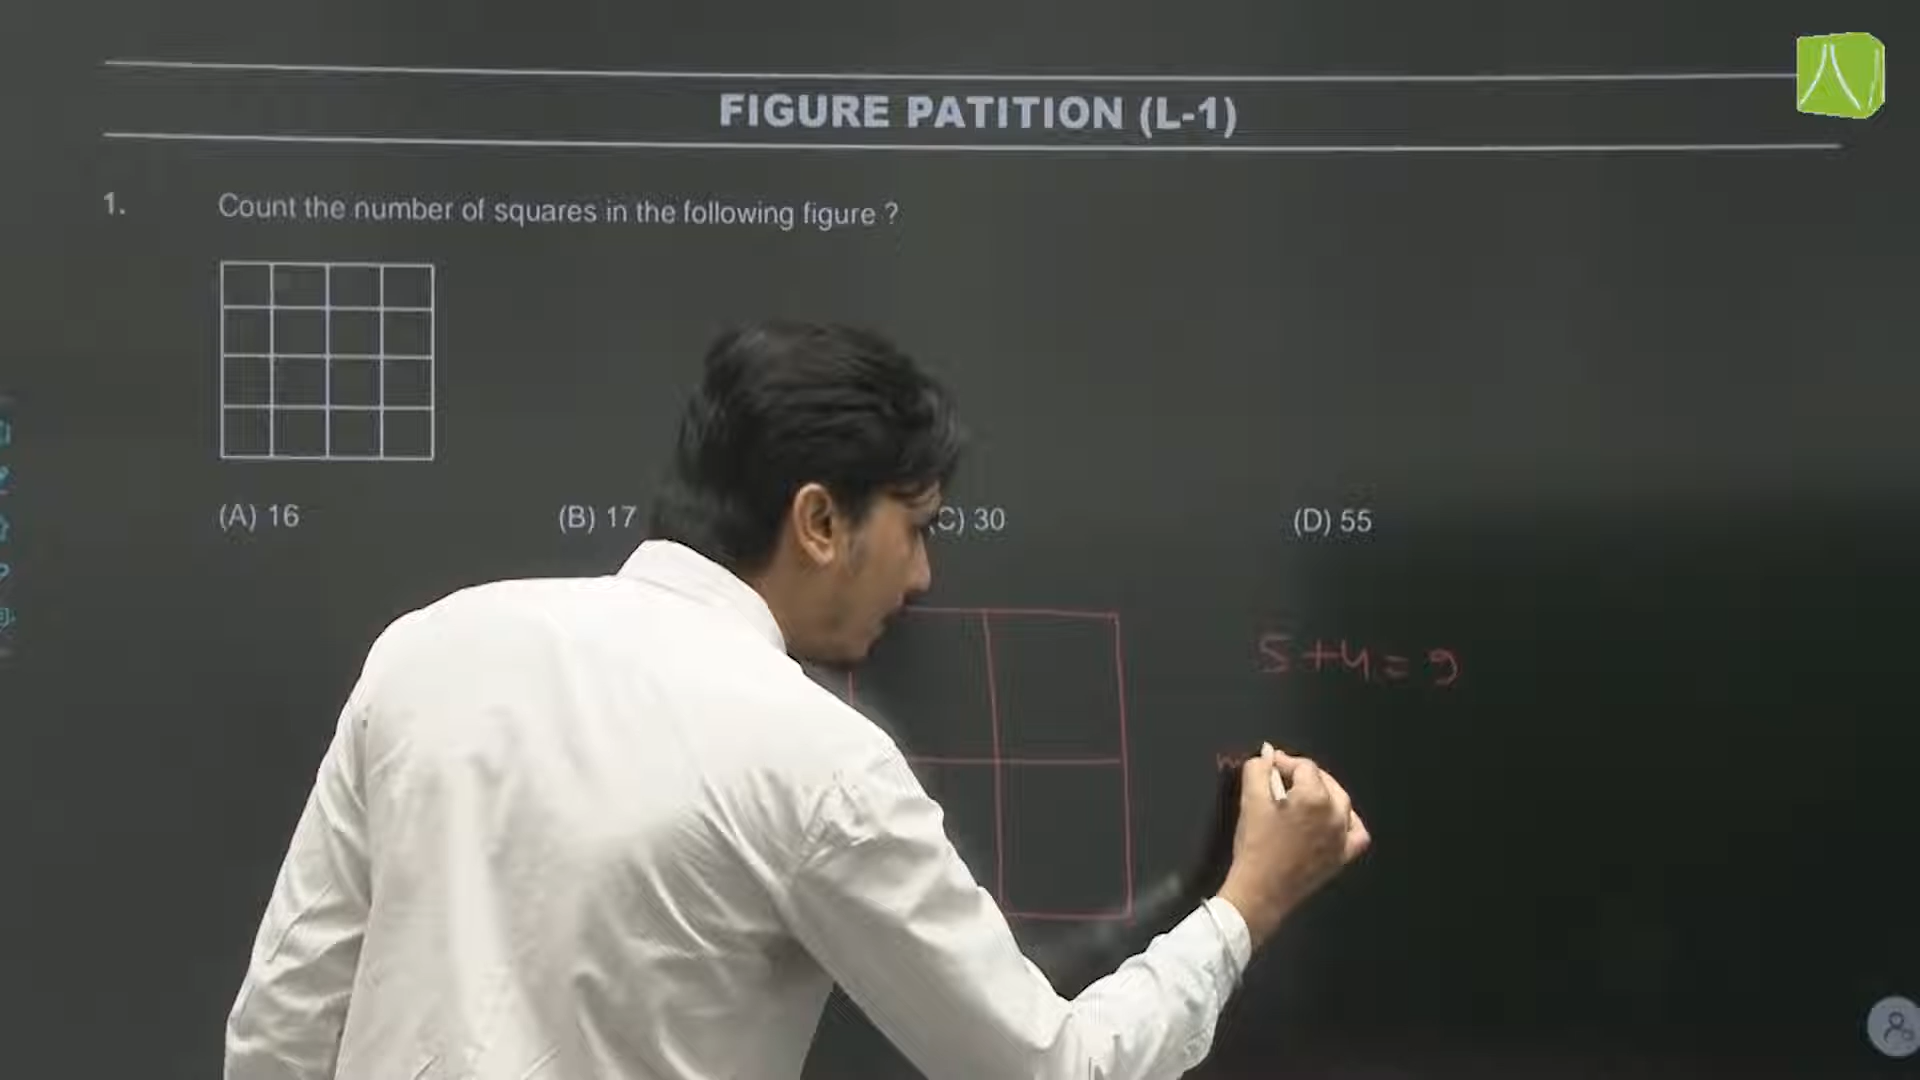 FIGURE PATITION (L-1)
1. Count the number of squares in the following figure ?
(A) 16 (B) 17 (C) 30 (D) 55
5+4=9